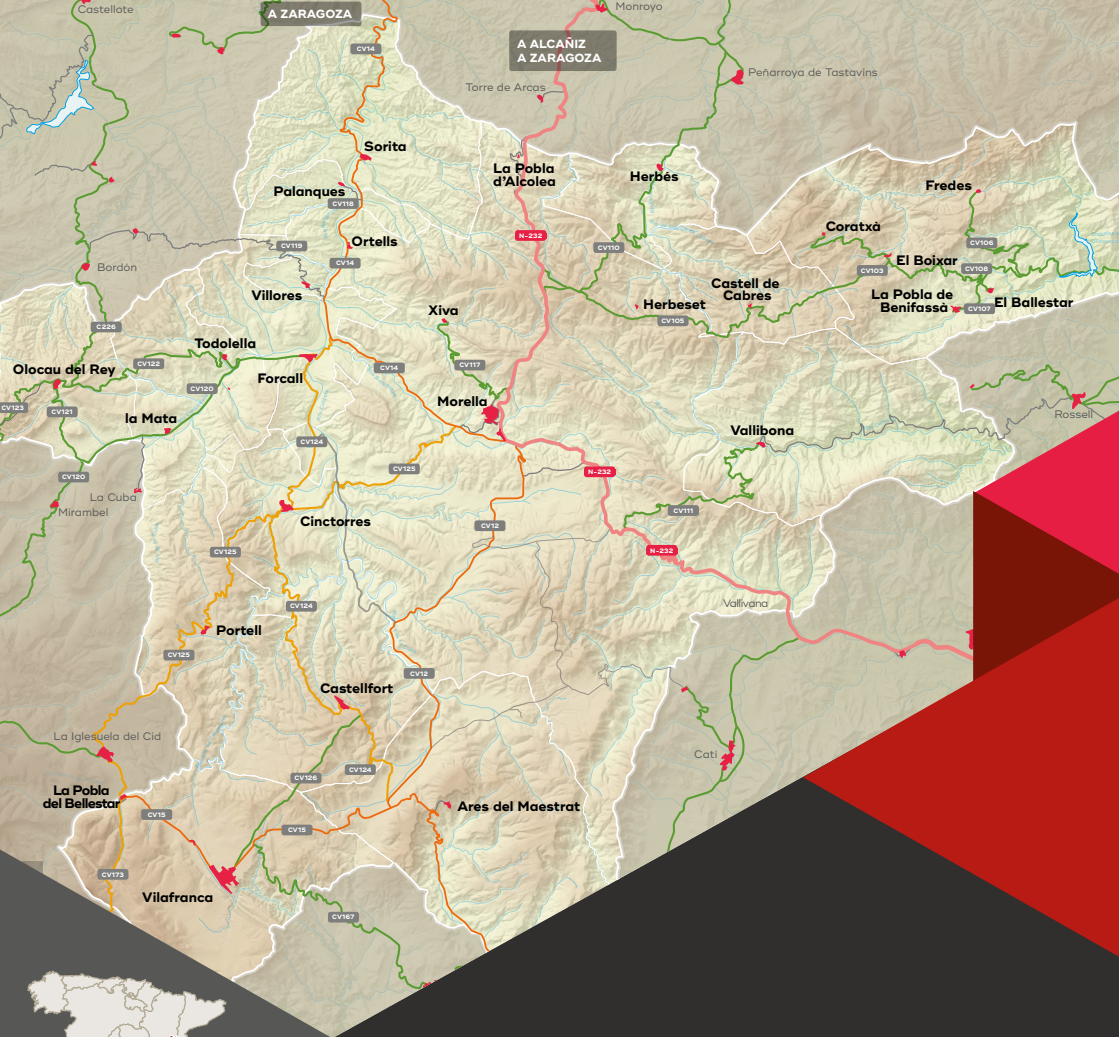 Castellote
A ZARAGOZA
Monroyo
CV14
A ALCAÑIZ
A ZARAGOZA
Peñarroya de Tastavins
Torre de Arcas
Sorita
La Pobla
d'Alcolea
Herbés
Palanques
CV118
Fredes
Coratxà
N-232
Ortells
CV119
CV110
CV106
CV14
El Boixar
Bordón
CV103
CV108
Villores
Castell de
Cabres
La Pobla de
Benifassà
El Ballestar
Herbeset
CV107
Xiva
CV105
C226
Todolella
CV122
CV117
CV14
Olocau del Rey
Forcall
CV120
CV123
CV121
Morella
Rossell
la Mata
Vallibona
CV124
CV125
N-232
CV120
La Cuba
Mirambel
CV111
Cinctorres
CV12
CV125
N-232
CV124
Vallivana
Portell
CV125
CV12
Castellfort
La Iglesuela del Cid
Catí
CV124
CV126
La Pobla
del Bellestar
Ares del Maestrat
CV15
CV15
CV173
Vilafranca
CV167